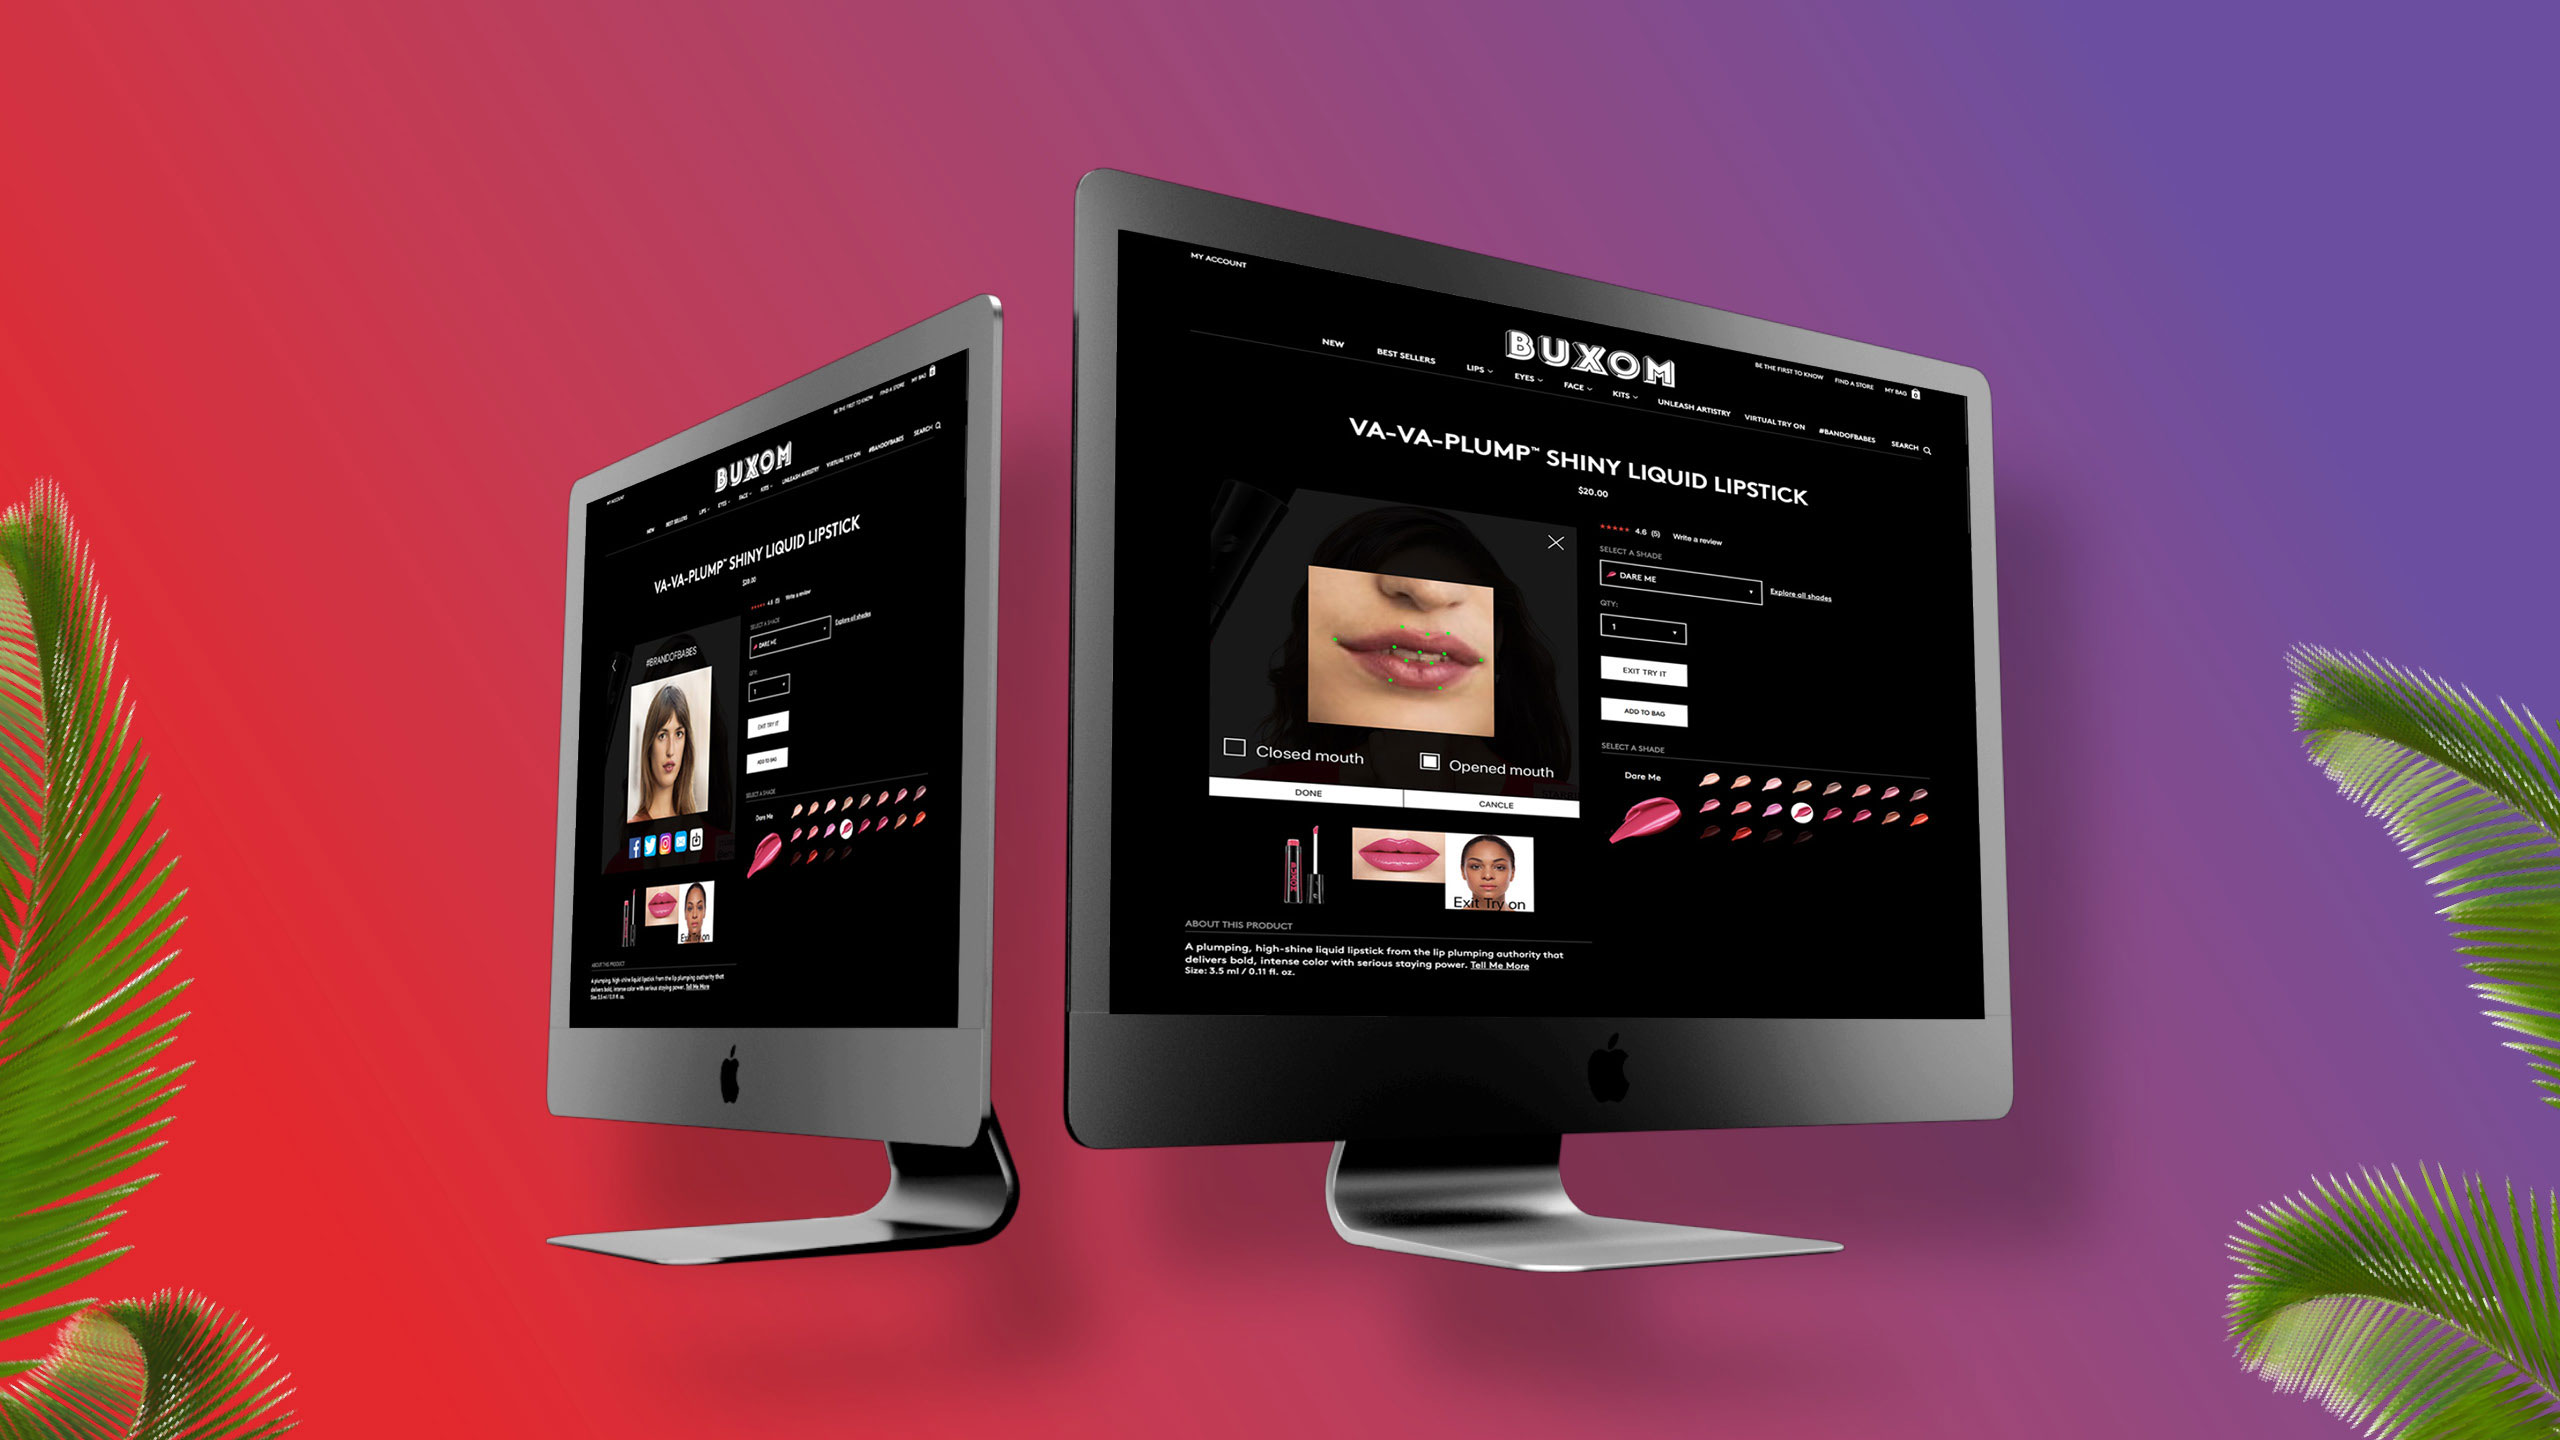 MY ACCOUNT
BE THE FIRST TO KNOW FIND A STORE MY BAG
BUXOM
NEW BEST SELLERS LIPS EYES FACE KITS UNLEASH ARTISTRY VIRTUAL TRY ON #BANDOFBABES SEARCH
VA-VA-PLUMP™ SHINY LIQUID LIPSTICK
$20.00
4.6 (5) Write a review
SELECT A SHADE
DARE ME Explore all shades
#BRANDOFBABES
QTY:
1
EXIT TRY IT
ADD TO BAG
SELECT A SHADE
Dare Me
Exit Try on
ABOUT THIS PRODUCT
A plumping, high-shine liquid lipstick from the lip plumping authority that
delivers bold, intense color with serious staying power. Tell Me More
Size: 3.5 ml / 0.11 fl. oz.
MY ACCOUNT
BUXOM
BE THE FIRST TO KNOW FIND A STORE MY BAG 0
NEW BEST SELLERS LIPS EYES FACE KITS UNLEASH ARTISTRY VIRTUAL TRY ON #BANDOFBABES SEARCH
VA-VA-PLUMP™ SHINY LIQUID LIPSTICK
$20.00
4.6 (5) Write a review
SELECT A SHADE
DARE ME Explore all shades
QTY:
1
EXIT TRY IT
ADD TO BAG
Closed mouth Opened mouth
DONE CANCLE
SELECT A SHADE
Dare Me
BUXOM
Exit Try on
ABOUT THIS PRODUCT
A plumping, high-shine liquid lipstick from the lip plumping authority that
delivers bold, intense color with serious staying power. Tell Me More
Size: 3.5 ml / 0.11 fl. oz.